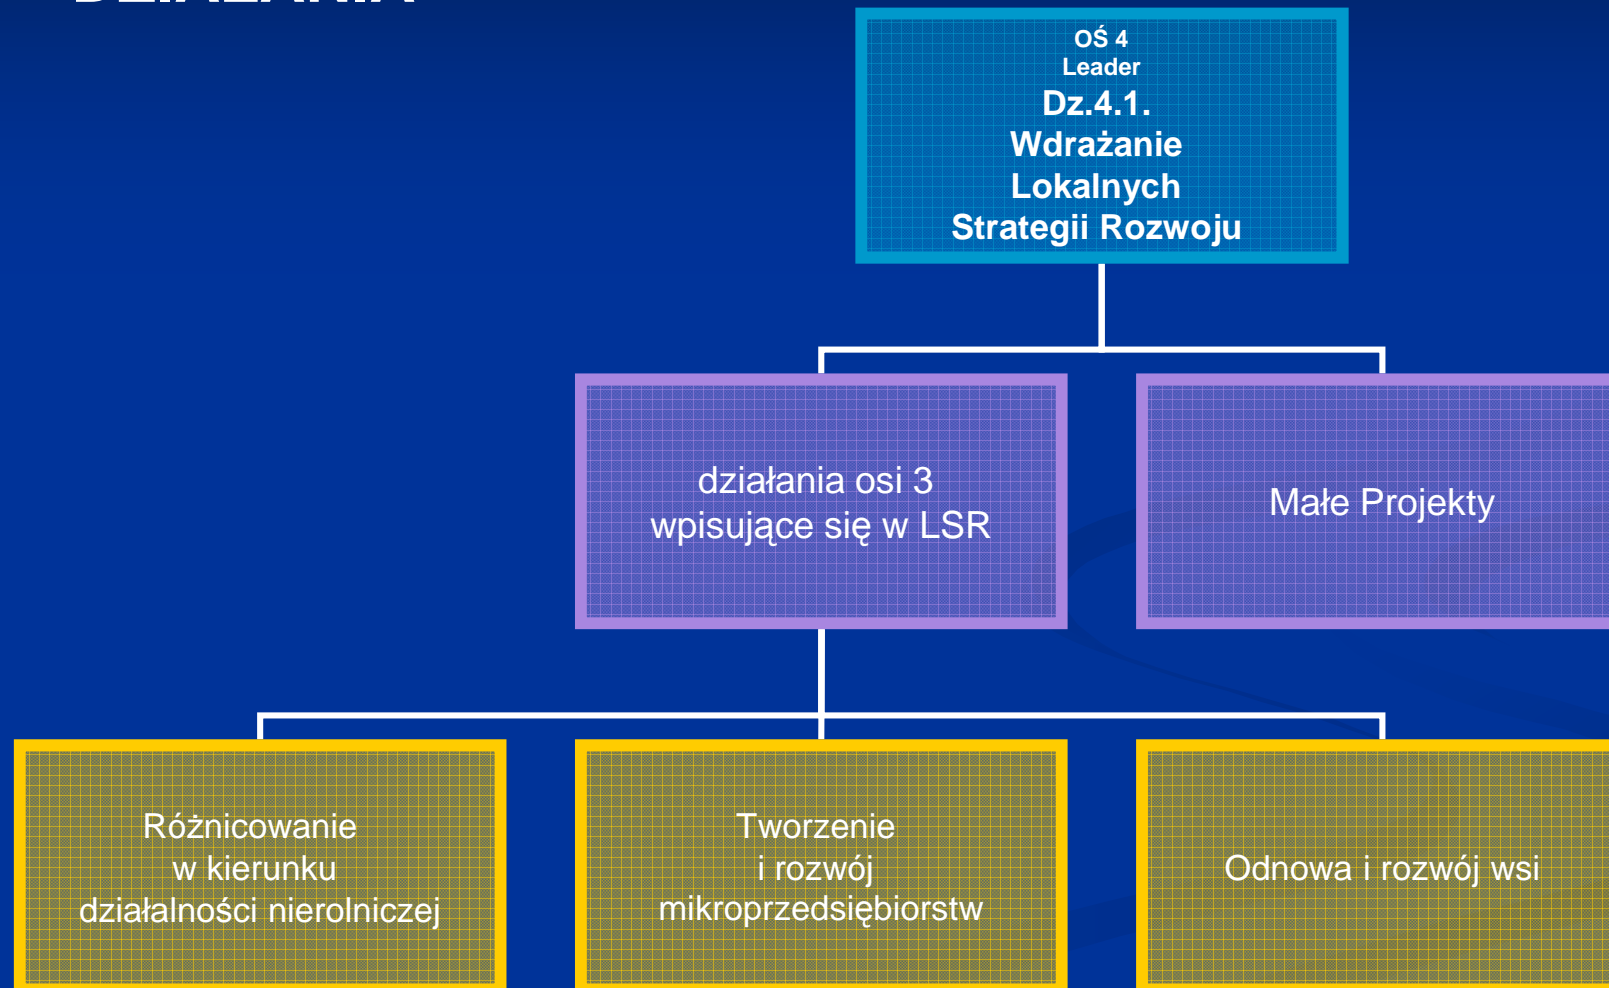 DZIAŁANIA
OŚ 4
Leader
Dz.4.1.
Wdrażanie
Lokalnych
Strategii Rozwoju
działania osi 3
wpisujące się w LSR
Małe Projekty
Różnicowanie
w kierunku
działalności nierolniczej
Tworzenie
i rozwój
mikroprzedsiębiorstw
Odnowa i rozwój wsi